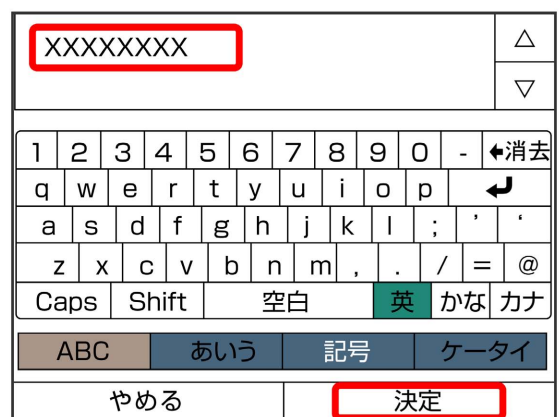 XXXXXXXX
△
▽
1 2 3 4 5 6 7 8 9 0 - ←消去
q w e r t y u i o p ↵
a s d f g h j k l ; ’ ‘
z x c v b n m , . / = @
Caps Shift 空白 英 かな カナ
ABC あいう 記号 ケータイ
やめる 決定